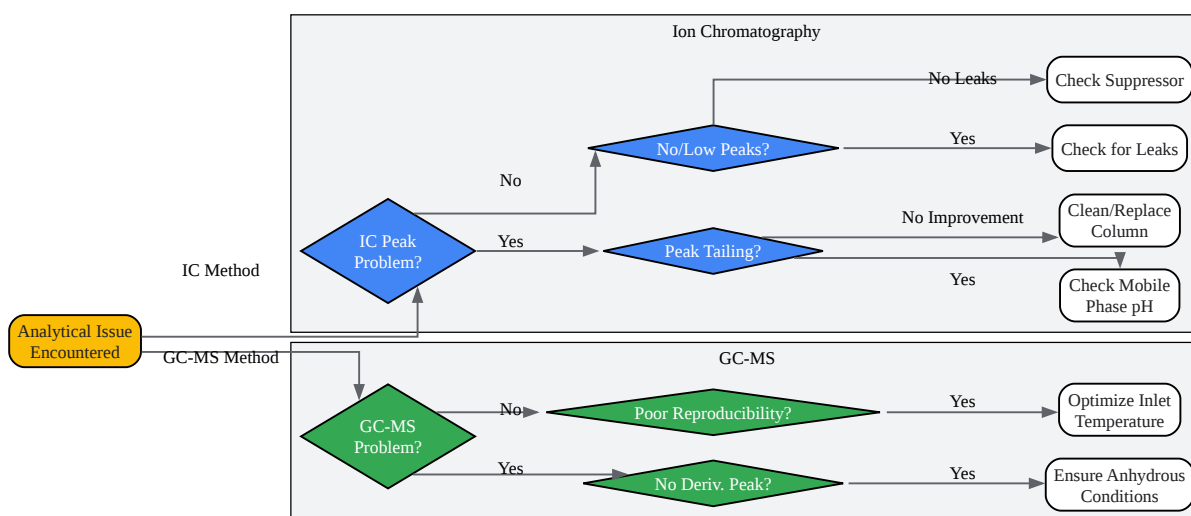 Ion Chromatography
No Leaks
Check Suppressor
No/Low Peaks?
Yes
Check for Leaks
No
IC Peak
Problem?
Yes
Peak Tailing?
No Improvement
Clean/Replace
Column
Yes
Check Mobile
Phase pH
IC Method
Analytical Issue
Encountered
GC-MS Method
GC-MS
GC-MS
Problem?
No
Poor Reproducibility?
Yes
Optimize Inlet
Temperature
Yes
No Deriv. Peak?
Yes
Ensure Anhydrous
Conditions